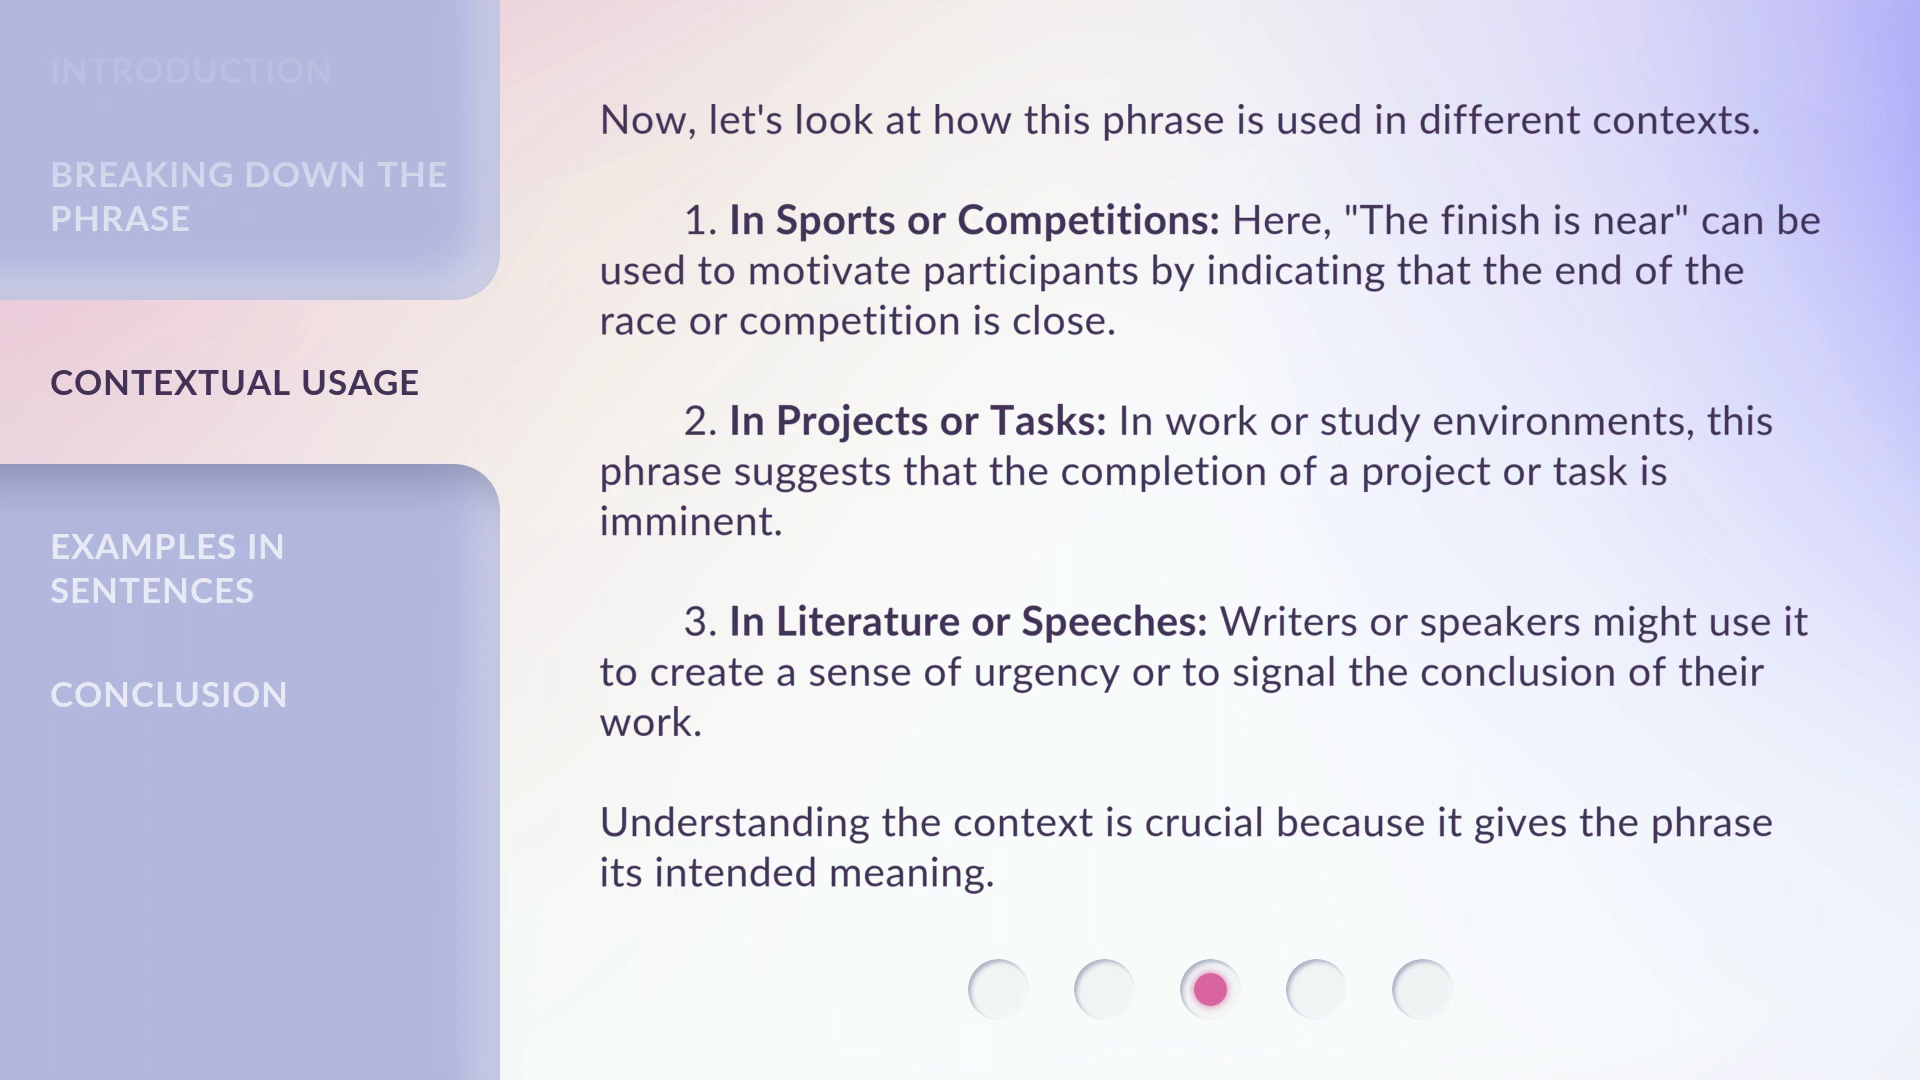 INTRODUCTION
BREAKING DOWN THE
PHRASE
CONTEXTUAL USAGE
EXAMPLES IN
SENTENCES
CONCLUSION
Now, let's look at how this phrase is used in different contexts.
1. In Sports or Competitions: Here, "The finish is near" can be
used to motivate participants by indicating that the end of the
race or competition is close.
2. In Projects or Tasks: In work or study environments, this
phrase suggests that the completion of a project or task is
imminent.
3. In Literature or Speeches: Writers or speakers might use it
to create a sense of urgency or to signal the conclusion of their
work.
Understanding the context is crucial because it gives the phrase
its intended meaning.